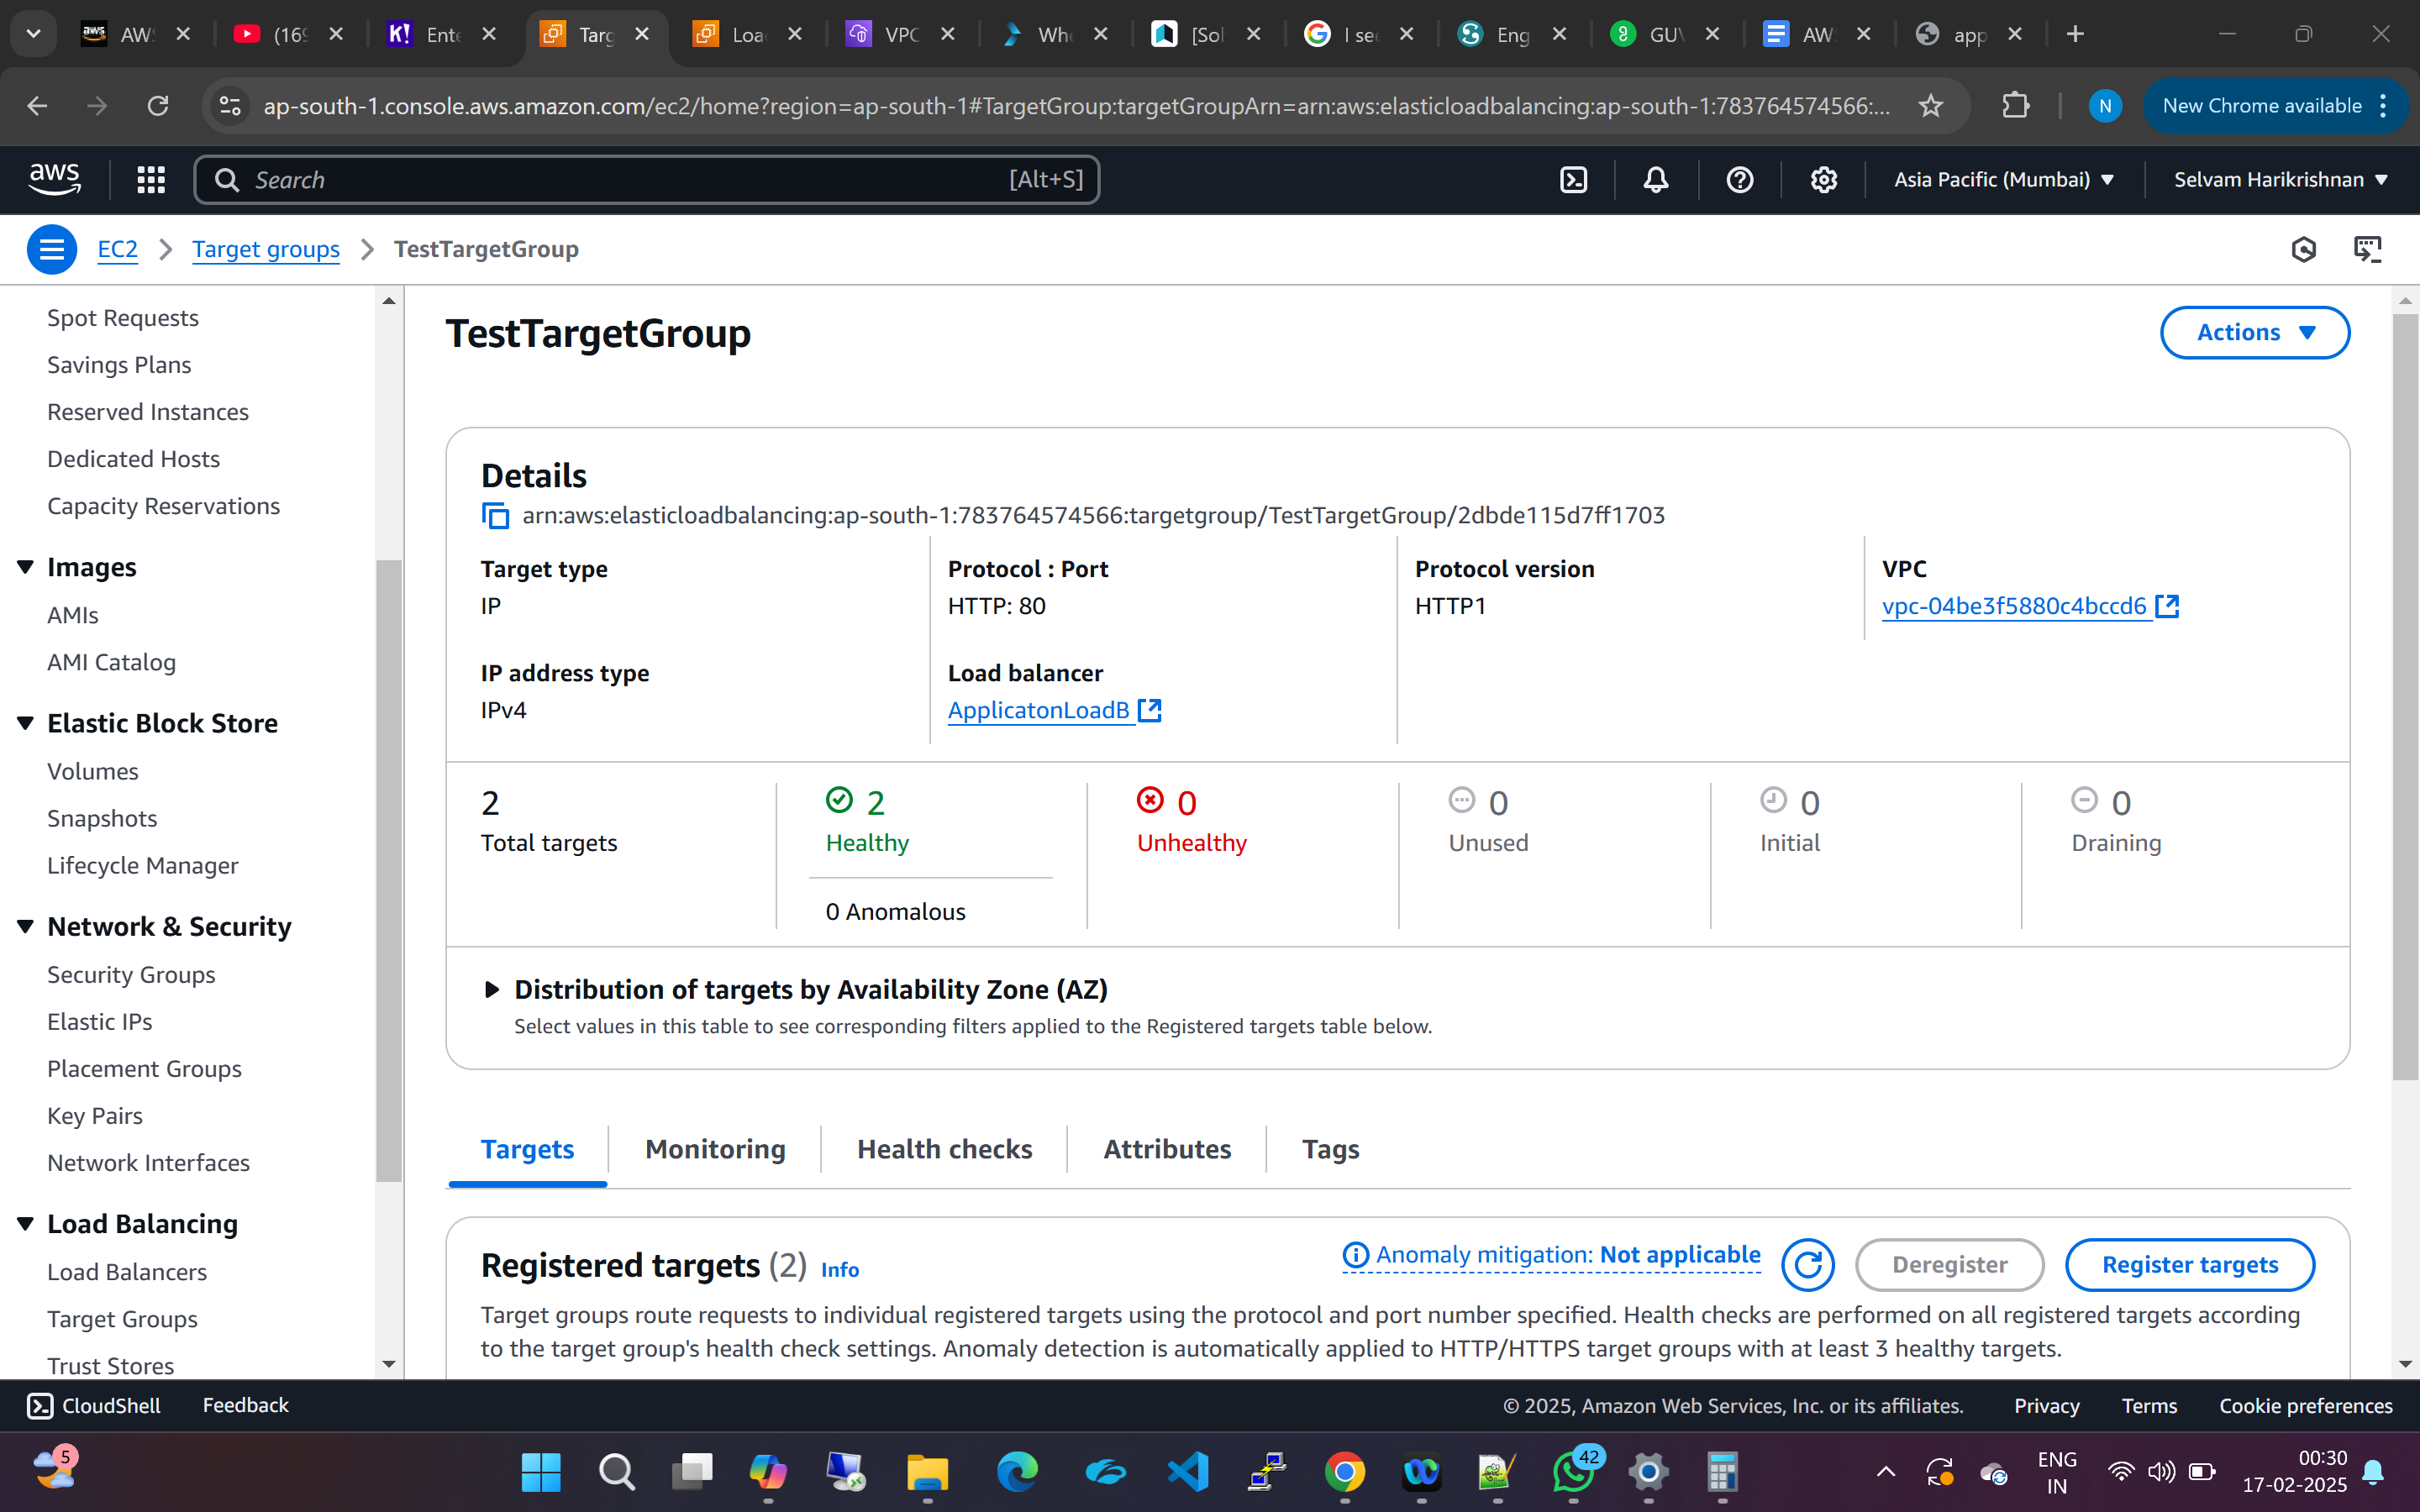 AWS
(169
Ente
Targ
Load
VPC
Whe
[Sol
I see
Eng
GUV
AWS
app
ap-south-1.console.aws.amazon.com/ec2/home?region=ap-south-1#TargetGroup:targetGroupArn=arn:aws:elasticloadbalancing:ap-south-1:783764574566:...
N
New Chrome available
aws
Search
[Alt+S]
Asia Pacific (Mumbai)
Selvam Harikrishnan
EC2
Target groups
TestTargetGroup
Spot Requests
Savings Plans
Reserved Instances
Dedicated Hosts
Capacity Reservations
Images
AMIs
AMI Catalog
Elastic Block Store
Volumes
Snapshots
Lifecycle Manager
Network & Security
Security Groups
Elastic IPs
Placement Groups
Key Pairs
Network Interfaces
Load Balancing
Load Balancers
Target Groups
Trust Stores
TestTargetGroup
Actions
Details
arn:aws:elasticloadbalancing:ap-south-1:783764574566:targetgroup/TestTargetGroup/2dbde115d7ff1703
Target type
IP
Protocol : Port
HTTP: 80
Protocol version
HTTP1
VPC
vpc-04be3f5880c4bccd6
IP address type
IPv4
Load balancer
ApplicatonLoadB
2
Total targets
2
Healthy
0 Anomalous
0
Unhealthy
0
Unused
0
Initial
0
Draining
Distribution of targets by Availability Zone (AZ)
Select values in this table to see corresponding filters applied to the Registered targets table below.
Targets
Monitoring
Health checks
Attributes
Tags
Registered targets (2) Info
Anomaly mitigation: Not applicable
Deregister
Register targets
Target groups route requests to individual registered targets using the protocol and port number specified. Health checks are performed on all registered targets according
to the target group's health check settings. Anomaly detection is automatically applied to HTTP/HTTPS target groups with at least 3 healthy targets.
CloudShell
Feedback
© 2025, Amazon Web Services, Inc. or its affiliates.
Privacy
Terms
Cookie preferences
5
42
ENG
IN
00:30
17-02-2025